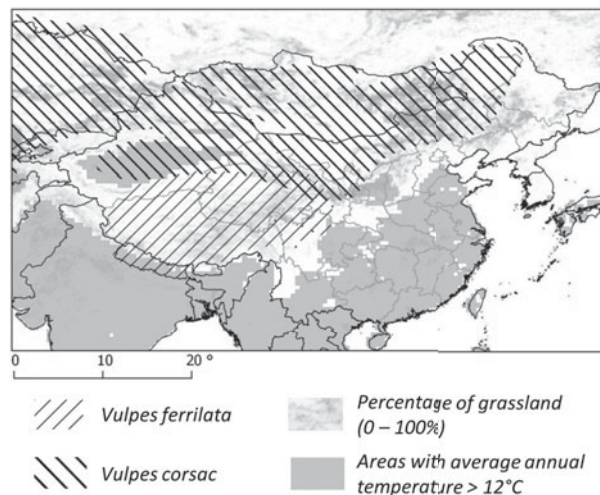 0 10 20 °
Vulpes ferrilata
Percentage of grassland
(0 – 100%)
Vulpes corsac
Areas with average annual
temperature > 12°C